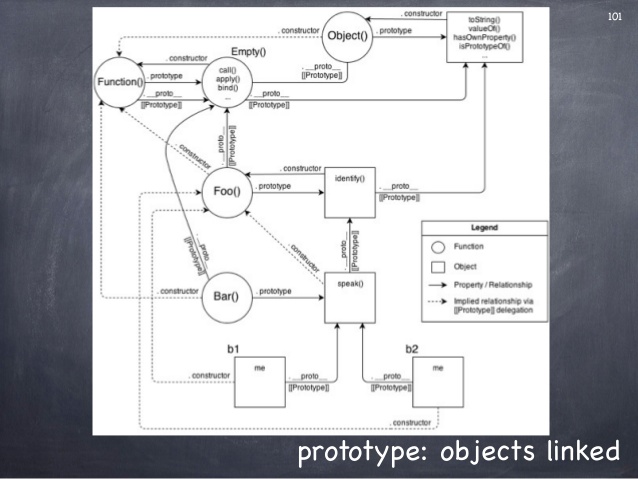 101
. constructor
toString()
valueOf()
hasOwnProperty()
isPrototypeOf()
...
Object()
. prototype
Empty()
. constructor
. __proto__
[[Prototype]]
Function()
. prototype
call()
apply()
bind()
...
. __proto__
[[Prototype]]
. __proto__
[[Prototype]]
. constructor
. __proto__
[[Prototype]]
. constructor
identify()
Foo()
. prototype
. __proto__
[[Prototype]]
Legend
Function
Object
Property / Relationship
Implied relationship via
[[Prototype]] delegation
. __proto__
[[Prototype]]
. constructor
. __proto__
[[Prototype]]
speak()
. constructor
Bar()
. prototype
b1
b2
me
me
. constructor
. __proto__
[[Prototype]]
. __proto__
[[Prototype]]
. constructor
prototype: objects linked